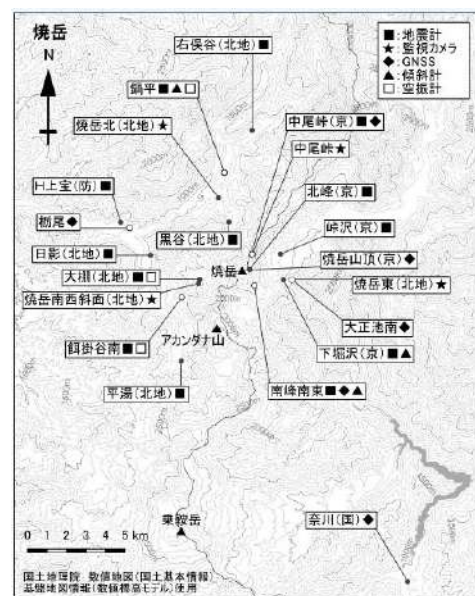 焼岳
N
■:地震計
★:監視カメラ
◆:GNSS
▲:傾斜計
□:空振計
右俣谷(北地)■
鍋平■▲□
焼岳北(北地)★
中尾峠(京)■◆
中尾峠★
H上宝(防)■
北峰(京)■
栃尾◆
黒谷(北地)■
峠沢(京)■
日影(北地)■
焼岳山頂(京)◆
焼岳
大棚(北地)■□
焼岳東(北地)★
焼岳南西斜面(北地)★
大正池南◆
餌掛谷南■□
アカンダナ山
下堀沢(京)■▲
平湯(北地)■
南峰南東■◆▲
乗鞍岳
奈川(国)◆
0 1 2 3 4 5 km
国土地理院 数値地図(国土基本情報)
基盤地図情報(数値標高モデル)使用